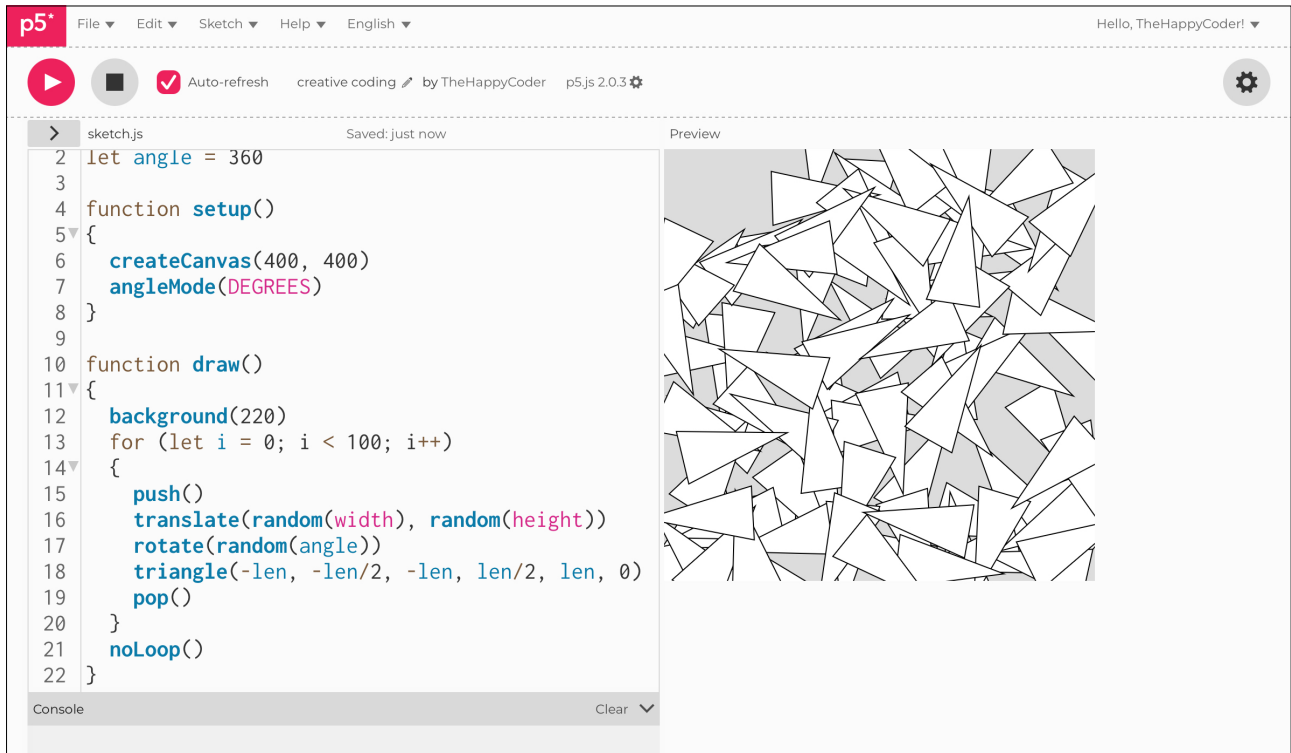 p5* File Edit Sketch Help English Hello, TheHappyCoder!
Auto-refresh creative coding by TheHappyCoder p5.js 2.0.3
> sketch.js Saved: just now Preview
2 let angle = 360
3
4 function setup()
5 {
6 createCanvas(400, 400)
7 angleMode(DEGREES)
8 }
9
10 function draw()
11 {
12 background(220)
13 for (let i = 0; i < 100; i++)
14 {
15 push()
16 translate(random(width), random(height))
17 rotate(random(angle))
18 triangle(-len, -len/2, -len, len/2, len, 0)
19 pop()
20 }
21 noLoop()
22 }
Console Clear